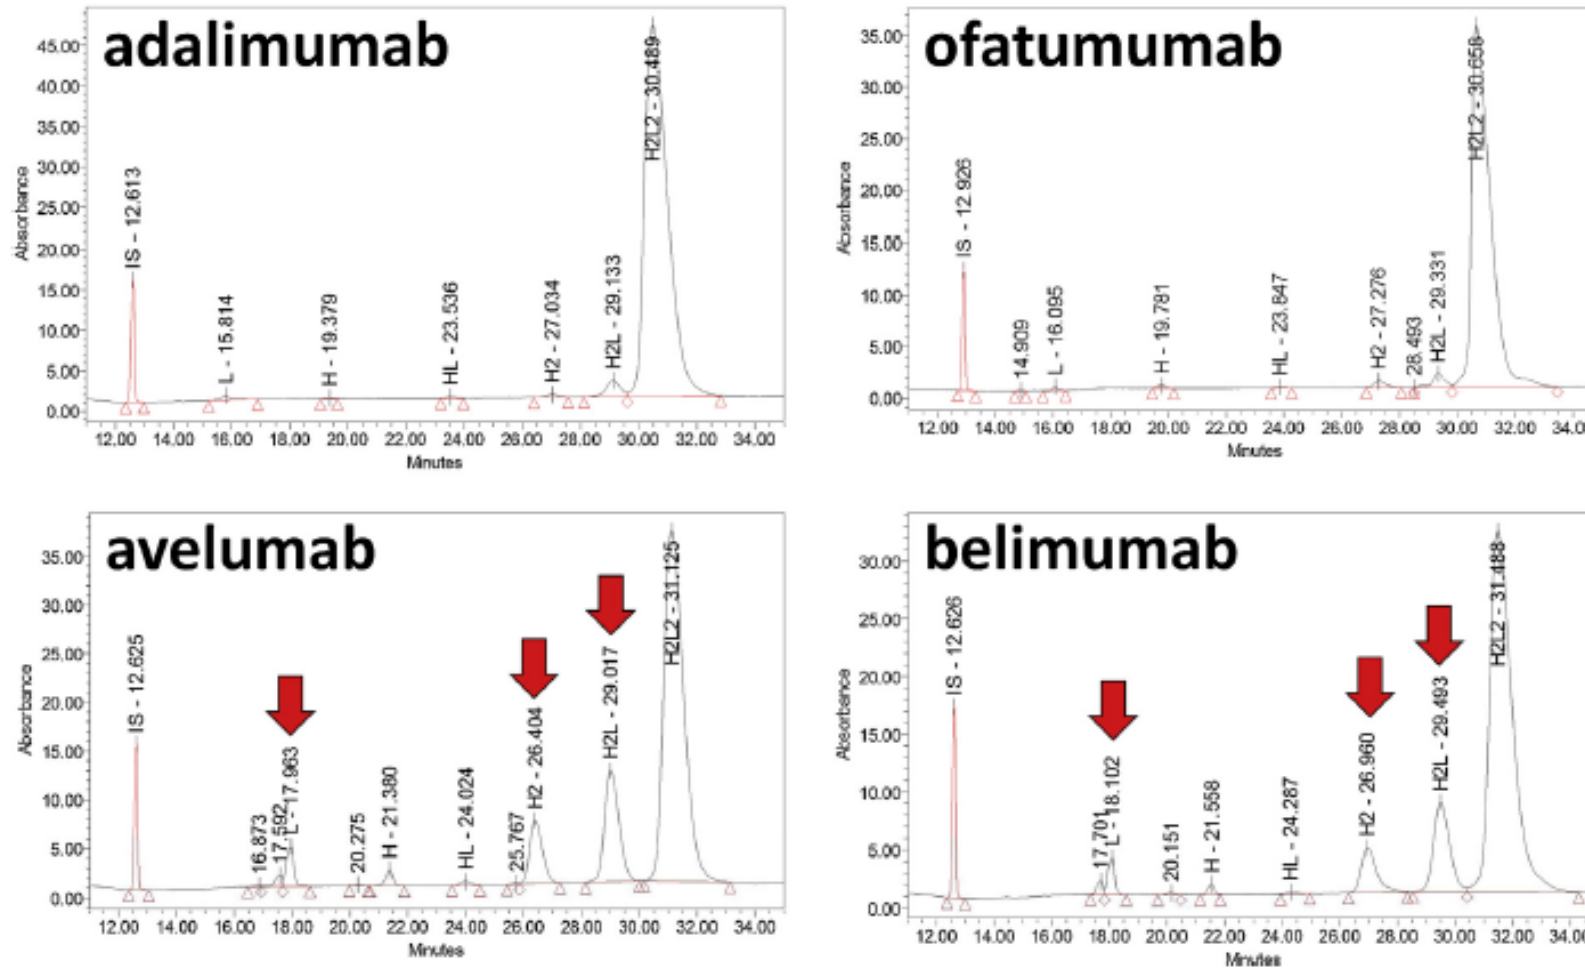 adalimumab
45.00
40.00
35.00
30.00
25.00
20.00
15.00
10.00
5.00
0.00
Absorbance
IS - 12.613
L - 15.814
H - 19.379
HL - 23.536
H2 - 27.034
H2L - 29.133
H2L2 - 30.489
12.00 14.00 16.00 18.00 20.00 22.00 24.00 26.00 28.00 30.00 32.00 34.00
Minutes
ofatumumab
35.00
30.00
25.00
20.00
15.00
10.00
5.00
0.00
Absorbance
IS - 12.926
14.909
L - 16.095
H - 19.781
HL - 23.847
H2 - 27.276
28.493
H2L - 29.331
H2L2 - 30.658
12.00 14.00 16.00 18.00 20.00 22.00 24.00 26.00 28.00 30.00 32.00 34.00
Minutes
avelumab
35.00
30.00
25.00
20.00
15.00
10.00
5.00
0.00
Absorbance
IS - 12.625
16.873
17.592
L - 17.963
20.275
H - 21.380
HL - 24.024
25.767
H2 - 26.404
H2L - 29.017
H2L2 - 31.125
12.00 14.00 16.00 18.00 20.00 22.00 24.00 26.00 28.00 30.00 32.00 34.00
Minutes
belimumab
30.00
25.00
20.00
15.00
10.00
5.00
0.00
Absorbance
IS - 12.626
17.701
L - 18.102
20.151
H - 21.558
HL - 24.287
H2 - 26.960
H2L - 29.493
H2L2 - 31.488
12.00 14.00 16.00 18.00 20.00 22.00 24.00 26.00 28.00 30.00 32.00 34.00
Minutes